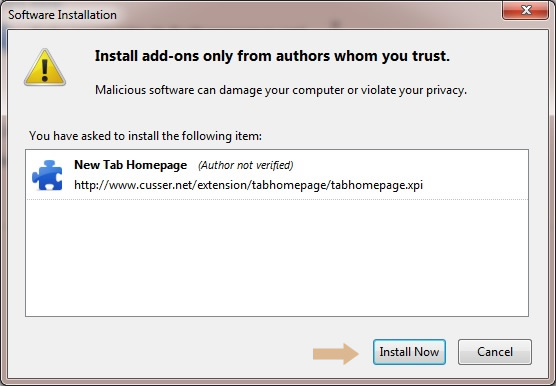 Software Installation
Install add-ons only from authors whom you trust.
Malicious software can damage your computer or violate your privacy.
You have asked to install the following item:
New Tab Homepage (Author not verified)
http://www.cusser.net/extension/tabhomepage/tabhomepage.xpi
Install Now Cancel